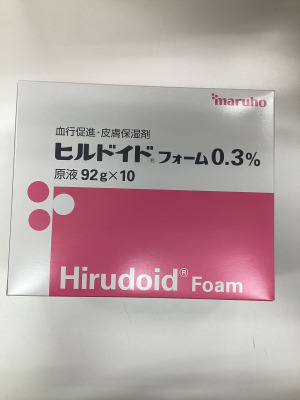 maruho
血行促進・皮膚保湿剤
ヒルドイド®フォーム0.3%
原液 92g×10
Hirudoid® Foam